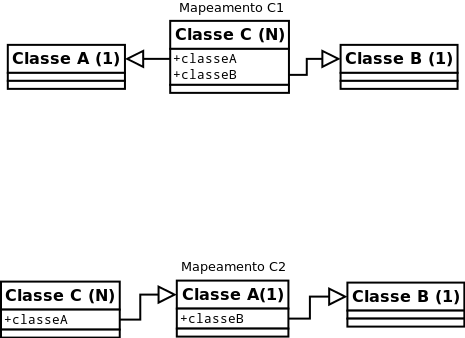 Mapeamento C1
Classe A (1)
Classe C (N)
+classeA
+classeB
Classe B (1)
Mapeamento C2
Classe C (N)
+classeA
Classe A(1)
+classeB
Classe B (1)